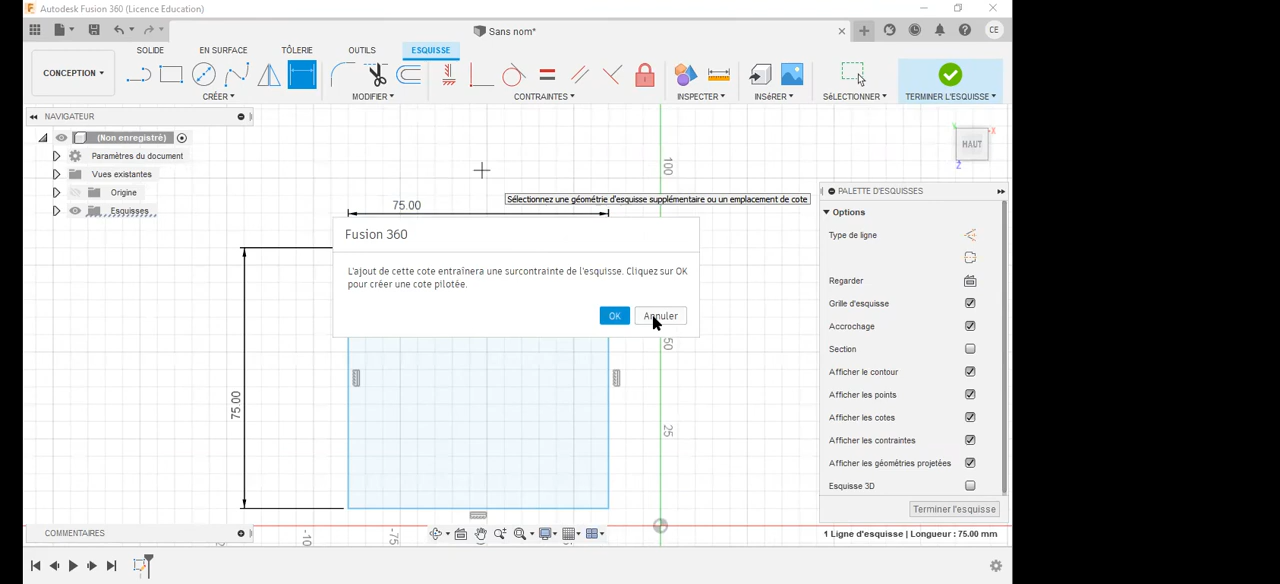 Autodesk Fusion 360 (Licence Education)
Sans nom*
CE
CONCEPTION
SOLIDE
EN SURFACE
TÔLERIE
OUTILS
ESQUISSE
CRÉER
MODIFIER
CONTRAINTES
INSPECTER
INSéRER
SéLECTIONNER
TERMINER L'ESQUISSE
NAVIGATEUR
(Non enregistré)
Paramètres du document
Vues existantes
Origine
Esquisses
HAUT
X
Z
100
75.00
Sélectionnez une géométrie d'esquisse supplémentaire ou un emplacement de cote
Fusion 360
L'ajout de cette cote entraînera une surcontrainte de l'esquisse. Cliquez sur OK
pour créer une cote pilotée.
OK
Annuler
50
75.00
25
PALETTE D'ESQUISSES
Options
Type de ligne
Regarder
Grille d'esquisse
Accrochage
Section
Afficher le contour
Afficher les points
Afficher les cotes
Afficher les contraintes
Afficher les géométries projetées
Esquisse 3D
Terminer l'esquisse
COMMENTAIRES
-75
1 Ligne d'esquisse | Longueur : 75.00 mm